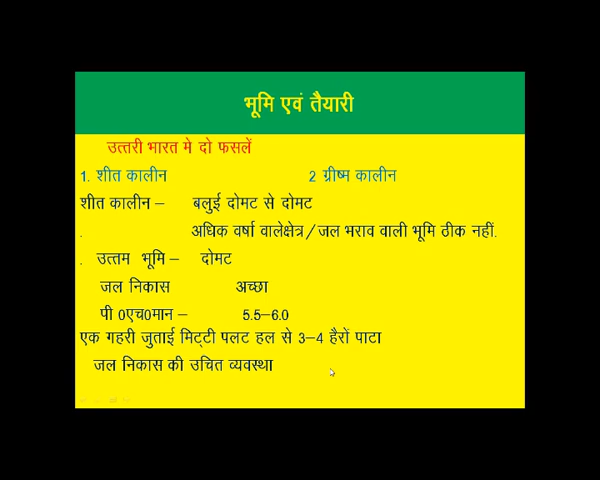 भूमि एवं तैयारी
उत्तरी भारत मे दो फसलें
1. शीत कालीन 2 ग्रीष्म कालीन
शीत कालीन – बलुई दोमट से दोमट
. अधिक वर्षा वालेक्षेत्र/जल भराव वाली भूमि ठीक नहीं.
. उत्तम भूमि – दोमट
जल निकास अच्छा
पी 0एच0मान – 5.5–6.0
एक गहरी जुताई मिट्टी पलट हल से 3–4 हैरों पाटा
जल निकास की उचित व्यवस्था